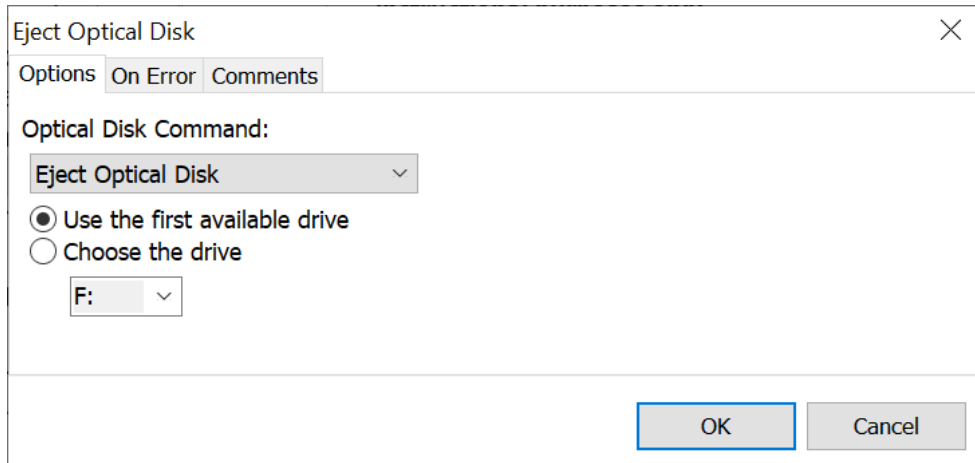 Eject Optical Disk
Options On Error Comments
Optical Disk Command:
Eject Optical Disk
Use the first available drive
Choose the drive
F:
OK Cancel